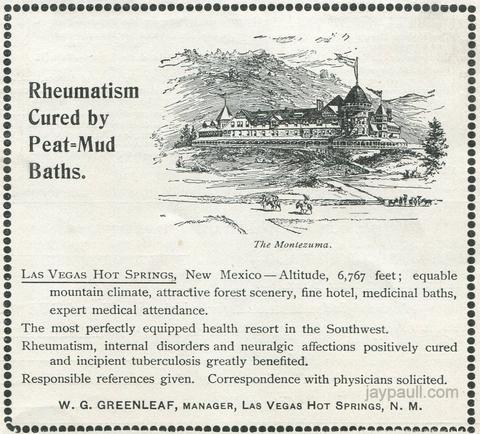 Rheumatism
Cured by
Peat=Mud
Baths.
The Montezuma.
LAS VEGAS HOT SPRINGS, New Mexico—Altitude, 6,767 feet; equable
mountain climate, attractive forest scenery, fine hotel, medicinal baths,
expert medical attendance.
The most perfectly equipped health resort in the Southwest.
Rheumatism, internal disorders and neuralgic affections positively cured
and incipient tuberculosis greatly benefited.
Responsible references given. Correspondence with physicians solicited.
jaypaull.com
W. G. GREENLEAF, MANAGER, LAS VEGAS HOT SPRINGS, N. M.